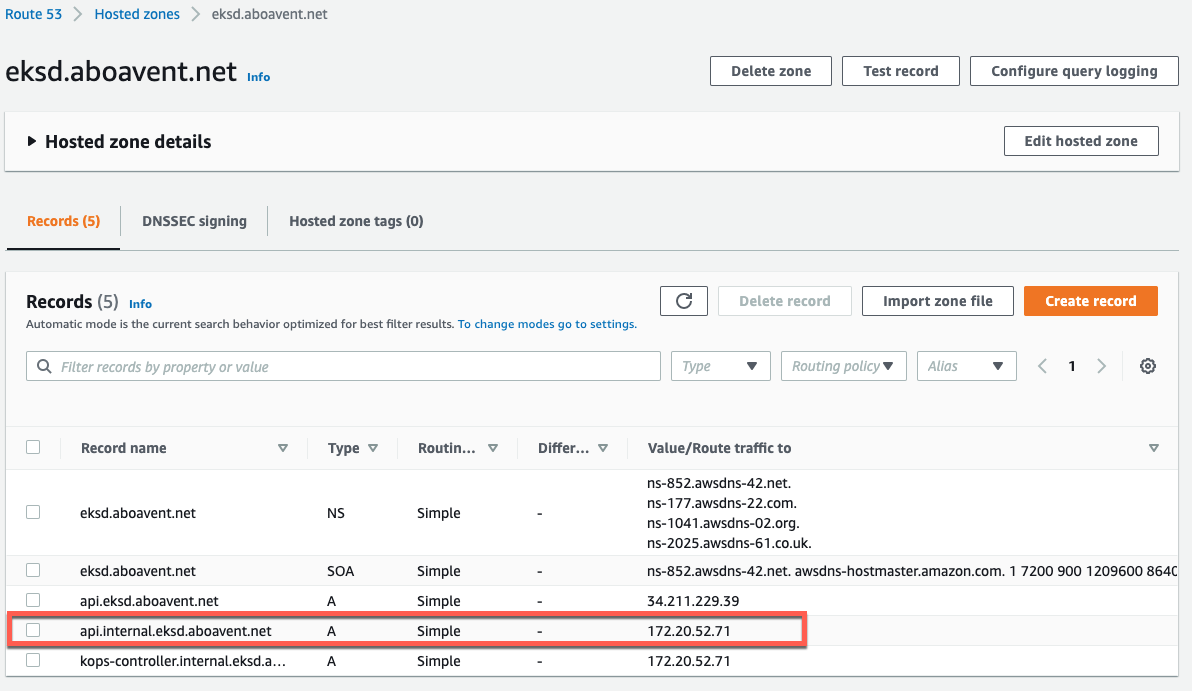 Route 53 > Hosted zones > eksd.aboavent.net
eksd.aboavent.net Info
Delete zone Test record Configure query logging
Hosted zone details
Edit hosted zone
Records (5) DNSSEC signing Hosted zone tags (0)
Records (5) Info
Delete record Import zone file Create record
Automatic mode is the current search behavior optimized for best filter results. To change modes go to settings.
Filter records by property or value Type Routing policy Alias 1
Record name Type Routin... Differ... Value/Route traffic to
ns-852.awsdns-42.net.
ns-177.awsdns-22.com.
eksd.aboavent.net NS Simple -
ns-1041.awsdns-02.org.
ns-2025.awsdns-61.co.uk.
eksd.aboavent.net SOA Simple - ns-852.awsdns-42.net. awsdns-hostmaster.amazon.com. 1 7200 900 1209600 8640
api.eksd.aboavent.net A Simple - 34.211.229.39
api.internal.eksd.aboavent.net A Simple - 172.20.52.71
kops-controller.internal.eksd.a... A Simple - 172.20.52.71